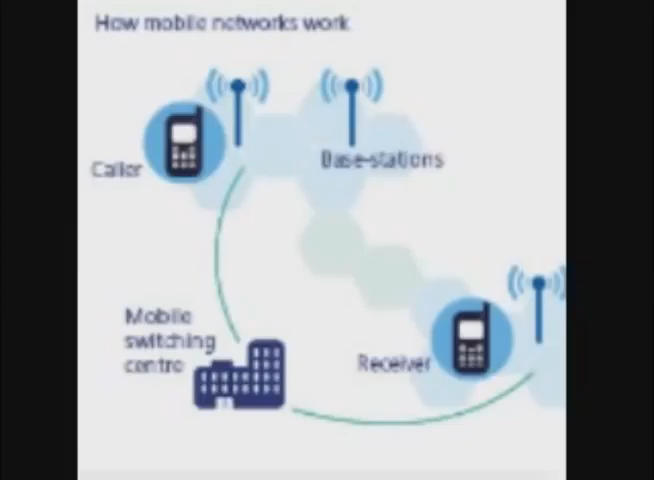 How mobile networks work
Caller
Base-stations
Mobile
switching
centre
Receiver